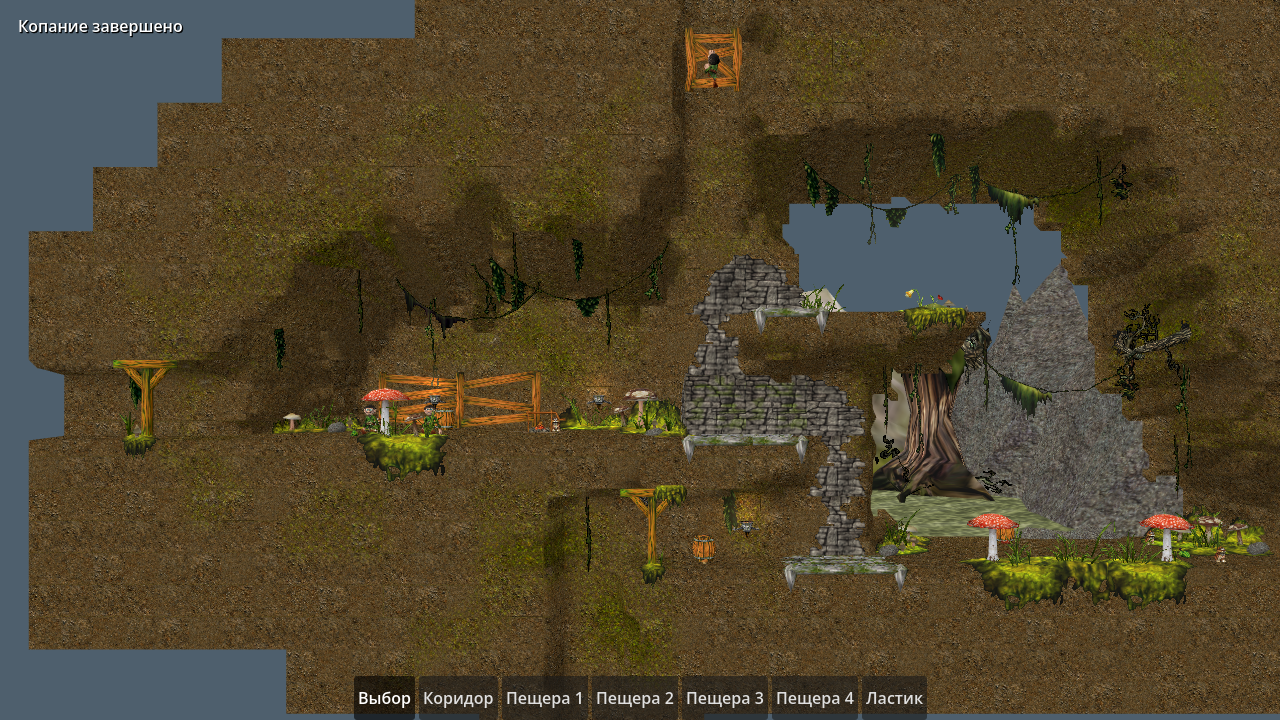 Копание завершено
Выбор Коридор Пещера 1 Пещера 2 Пещера 3 Пещера 4 Ластик